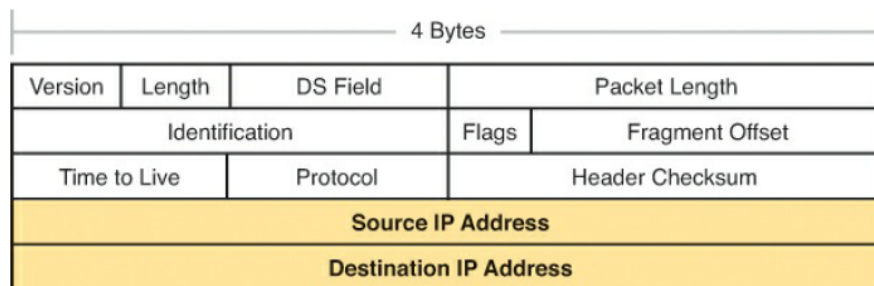 4 Bytes
Version Length DS Field Packet Length
Identification Flags Fragment Offset
Time to Live Protocol Header Checksum
Source IP Address
Destination IP Address